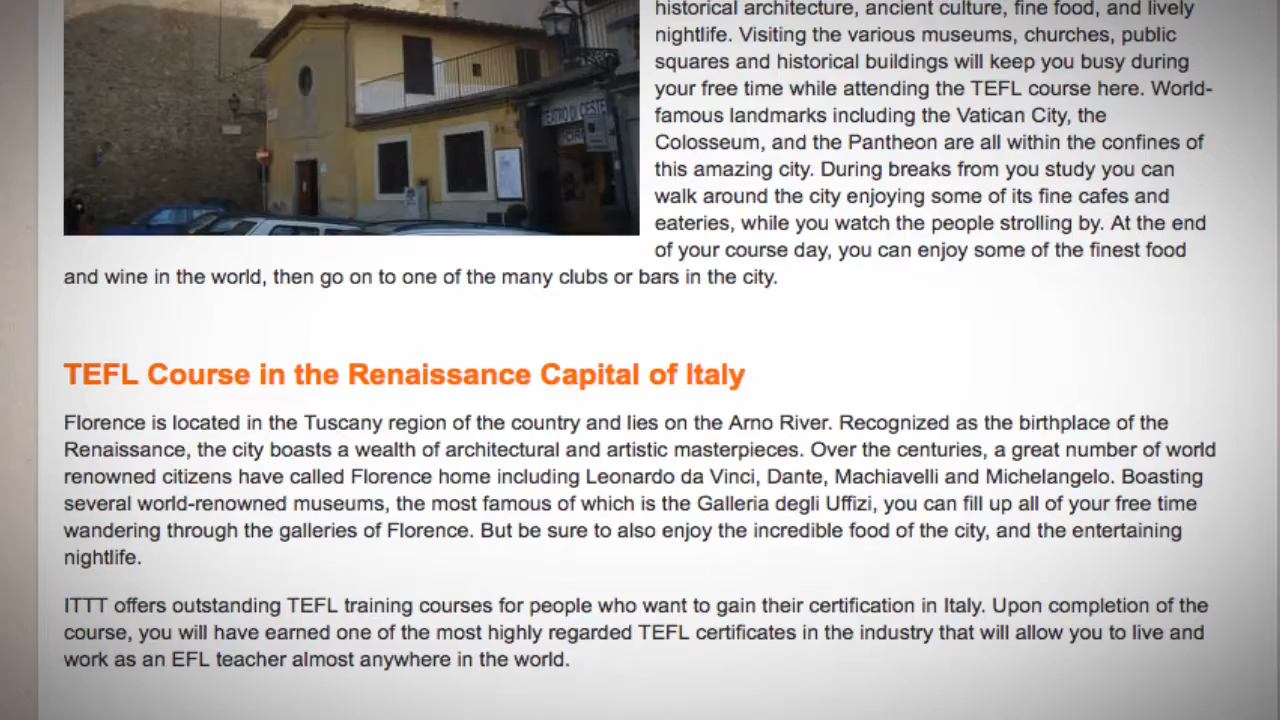 historical architecture, ancient culture, fine food, and lively
nightlife. Visiting the various museums, churches, public
squares and historical buildings will keep you busy during
your free time while attending the TEFL course here. World-
famous landmarks including the Vatican City, the
Colosseum, and the Pantheon are all within the confines of
this amazing city. During breaks from you study you can
walk around the city enjoying some of its fine cafes and
eateries, while you watch the people strolling by. At the end
of your course day, you can enjoy some of the finest food
and wine in the world, then go on to one of the many clubs or bars in the city.
TEATRO DI CESTE
TEFL Course in the Renaissance Capital of Italy
Florence is located in the Tuscany region of the country and lies on the Arno River. Recognized as the birthplace of the
Renaissance, the city boasts a wealth of architectural and artistic masterpieces. Over the centuries, a great number of world
renowned citizens have called Florence home including Leonardo da Vinci, Dante, Machiavelli and Michelangelo. Boasting
several world-renowned museums, the most famous of which is the Galleria degli Uffizi, you can fill up all of your free time
wandering through the galleries of Florence. But be sure to also enjoy the incredible food of the city, and the entertaining
nightlife.
ITTT offers outstanding TEFL training courses for people who want to gain their certification in Italy. Upon completion of the
course, you will have earned one of the most highly regarded TEFL certificates in the industry that will allow you to live and
work as an EFL teacher almost anywhere in the world.